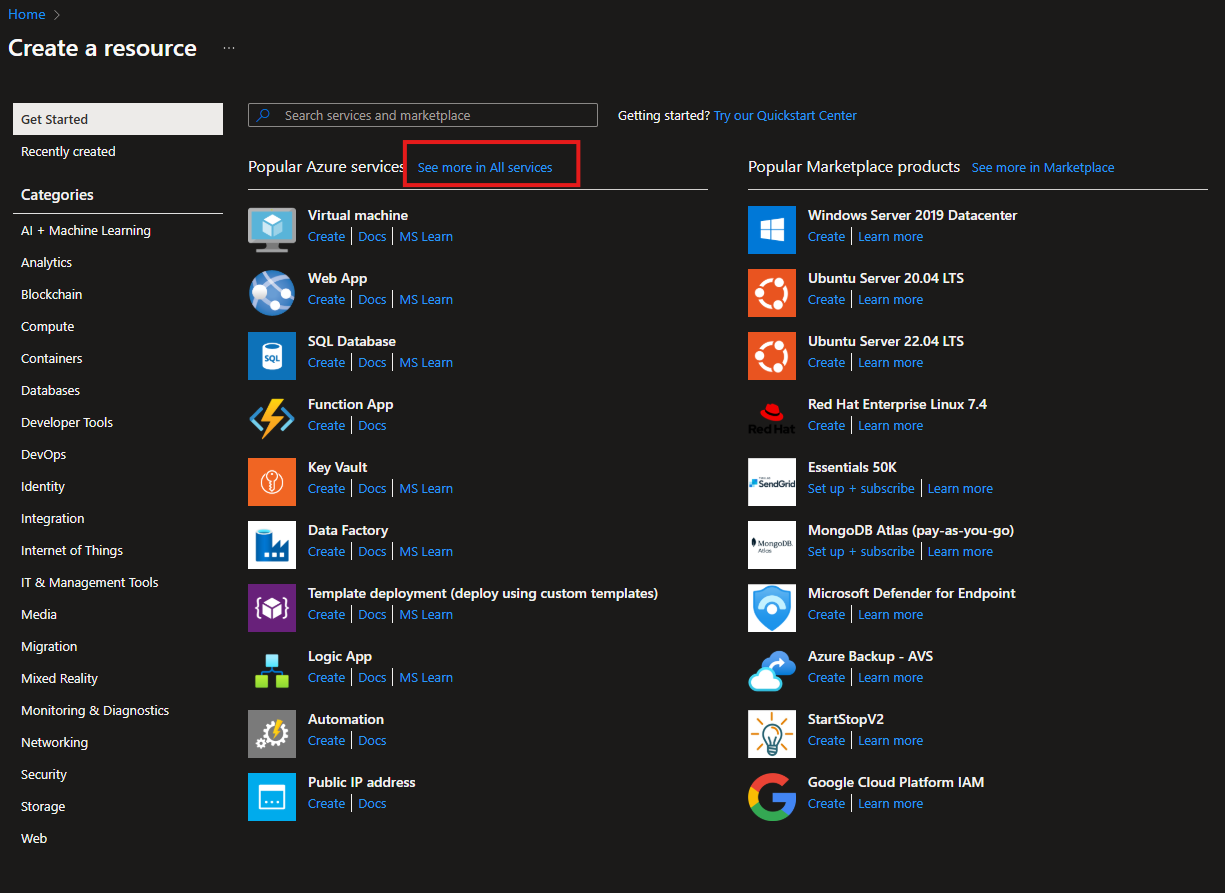 Home >
Create a resource ...
Get Started
Recently created
Categories
AI + Machine Learning
Analytics
Blockchain
Compute
Containers
Databases
Developer Tools
DevOps
Identity
Integration
Internet of Things
IT & Management Tools
Media
Migration
Mixed Reality
Monitoring & Diagnostics
Networking
Security
Storage
Web
Search services and marketplace
Getting started? Try our Quickstart Center
Popular Azure services See more in All services
Virtual machine
Create | Docs | MS Learn
Web App
Create | Docs | MS Learn
SQL
SQL Database
Create | Docs | MS Learn
Function App
Create | Docs
Key Vault
Create | Docs | MS Learn
Data Factory
Create | Docs | MS Learn
Template deployment (deploy using custom templates)
Create | Docs | MS Learn
Logic App
Create | Docs | MS Learn
Automation
Create | Docs
Public IP address
Create | Docs
Popular Marketplace products See more in Marketplace
Windows Server 2019 Datacenter
Create | Learn more
Ubuntu Server 20.04 LTS
Create | Learn more
Ubuntu Server 22.04 LTS
Create | Learn more
Red Hat
Red Hat Enterprise Linux 7.4
Create | Learn more
SendGrid
Essentials 50K
Set up + subscribe | Learn more
MongoDB.
Atlas
MongoDB Atlas (pay-as-you-go)
Set up + subscribe | Learn more
Microsoft Defender for Endpoint
Create | Learn more
Azure Backup - AVS
Create | Learn more
StartStopV2
Create | Learn more
Google Cloud Platform IAM
Create | Learn more